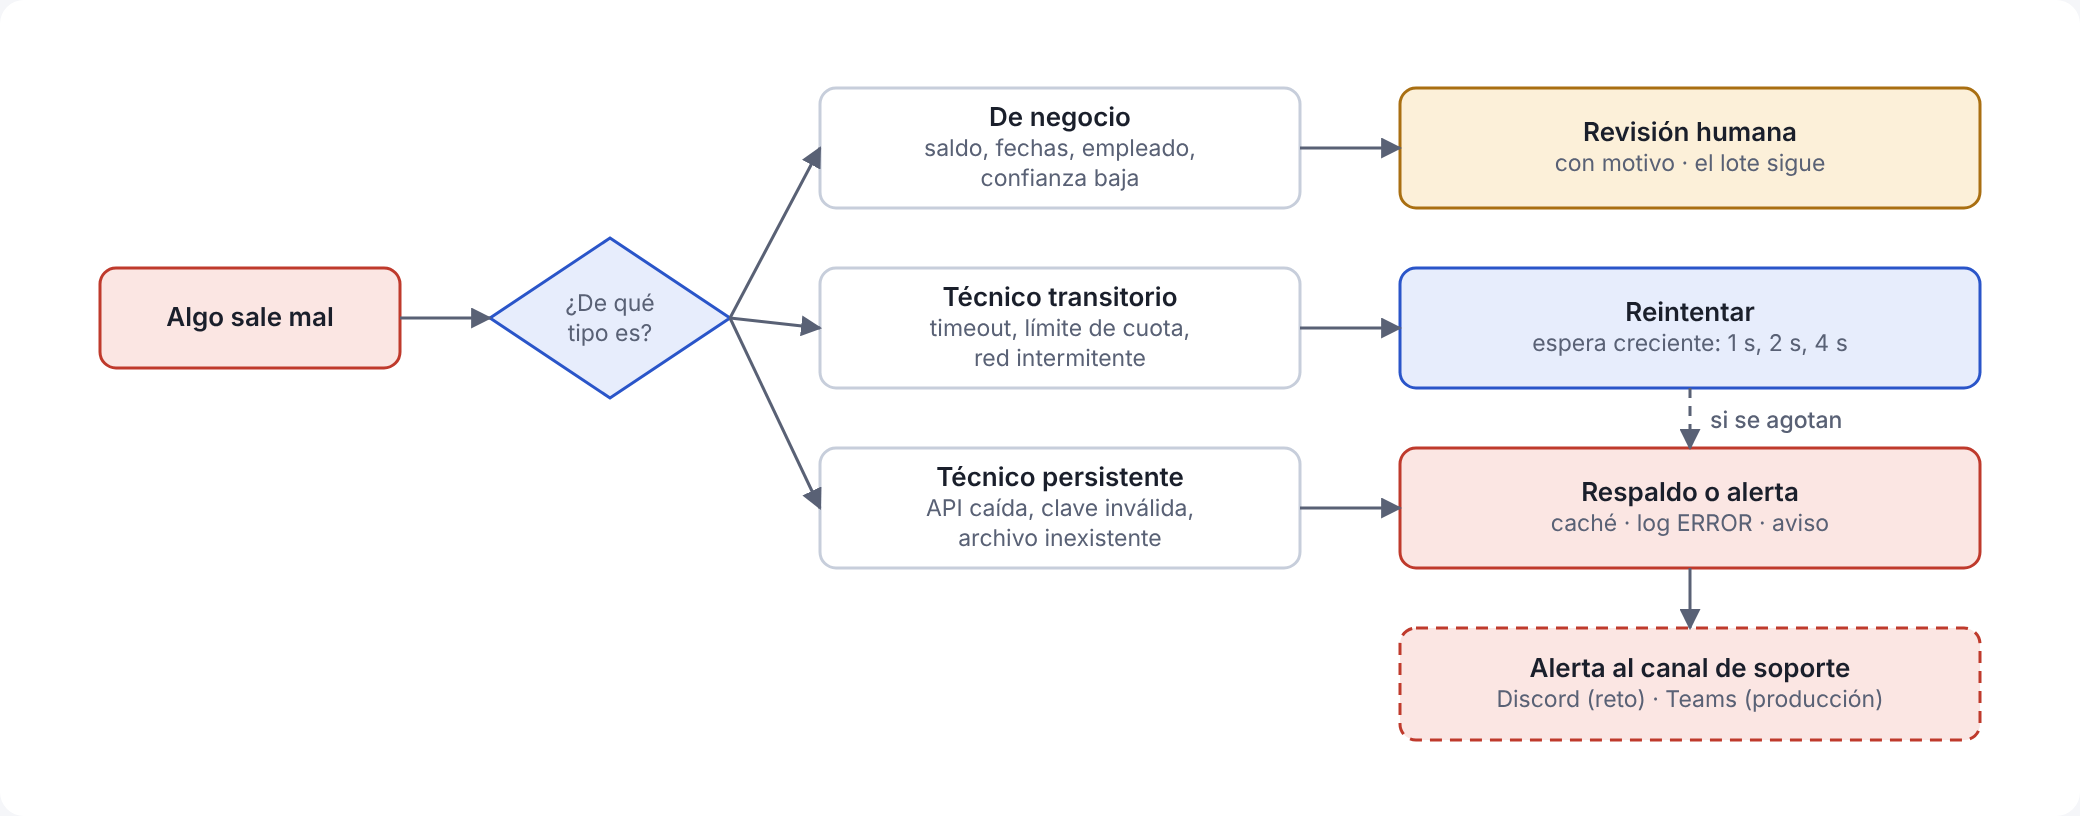 Algo sale mal
¿De qué
tipo es?
De negocio
saldo, fechas, empleado,
confianza baja
Revisión humana
con motivo · el lote sigue
Técnico transitorio
timeout, límite de cuota,
red intermitente
Reintentar
espera creciente: 1 s, 2 s, 4 s
si se agotan
Técnico persistente
API caída, clave inválida,
archivo inexistente
Respaldo o alerta
caché · log ERROR · aviso
Alerta al canal de soporte
Discord (reto) · Teams (producción)